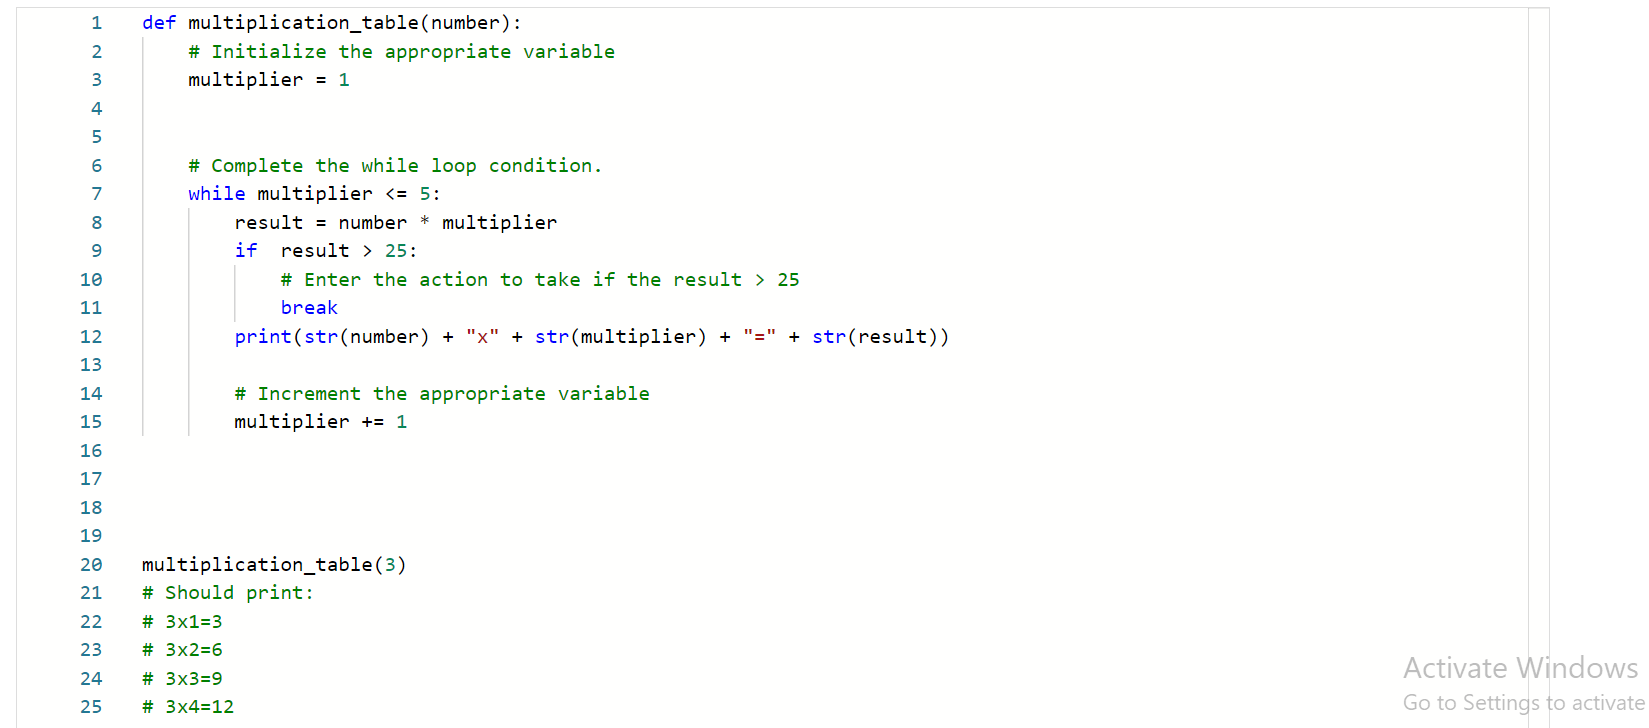 1 def multiplication_table(number):
2     # Initialize the appropriate variable
3     multiplier = 1
4
5
6     # Complete the while loop condition.
7     while multiplier <= 5:
8         result = number * multiplier
9         if  result > 25:
10             # Enter the action to take if the result > 25
11             break
12         print(str(number) + "x" + str(multiplier) + "=" + str(result))
13
14         # Increment the appropriate variable
15         multiplier += 1
16
17
18
19
20 multiplication_table(3)
21 # Should print:
22 # 3x1=3
23 # 3x2=6
24 # 3x3=9
25 # 3x4=12
Activate Windows
Go to Settings to activate